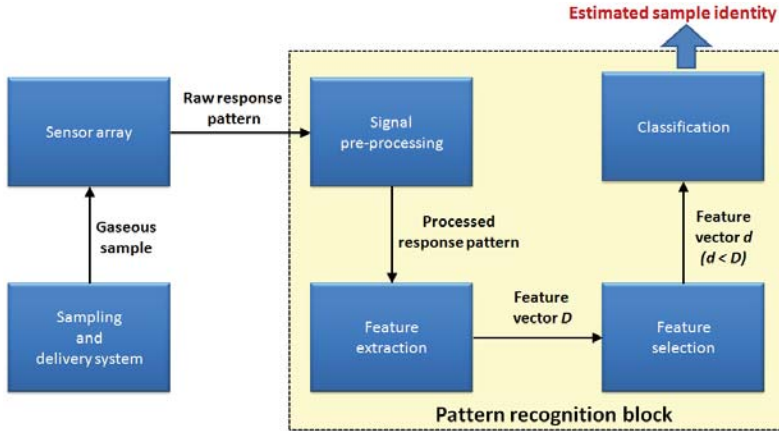 Estimated sample identity
Sensor array
Raw response
pattern
Signal
pre-processing
Classification
Gaseous
sample
Processed
response pattern
Feature
vector d
(d < D)
Sampling
and
delivery system
Feature
extraction
Feature
vector D
Feature
selection
Pattern recognition block